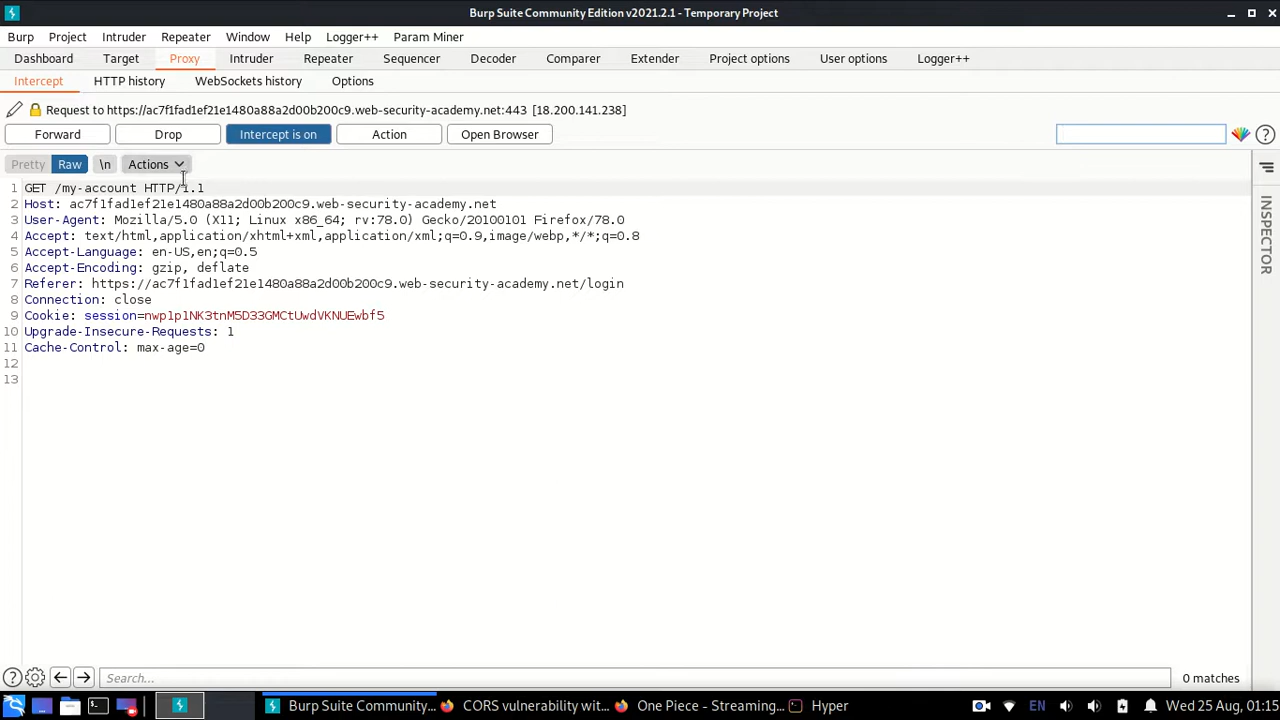 Burp Suite Community Edition v2021.2.1 - Temporary Project
Burp Project Intruder Repeater Window Help Logger++ Param Miner
Dashboard Target Proxy Intruder Repeater Sequencer Decoder Comparer Extender Project options User options Logger++
Intercept HTTP history WebSockets history Options
Request to https://ac7f1fad1ef21e1480a88a2d00b200c9.web-security-academy.net:443 [18.200.141.238]
Forward Drop Intercept is on Action Open Browser
Pretty Raw \n Actions
1 GET /my-account HTTP/1.1
2 Host: ac7f1fad1ef21e1480a88a2d00b200c9.web-security-academy.net
3 User-Agent: Mozilla/5.0 (X11; Linux x86_64; rv:78.0) Gecko/20100101 Firefox/78.0
4 Accept: text/html,application/xhtml+xml,application/xml;q=0.9,image/webp,*/*;q=0.8
5 Accept-Language: en-US,en;q=0.5
6 Accept-Encoding: gzip, deflate
7 Referer: https://ac7f1fad1ef21e1480a88a2d00b200c9.web-security-academy.net/login
8 Connection: close
9 Cookie: session=nwp1p1NK3tnM5D33GMCtUwdVKNUEwbf5
10 Upgrade-Insecure-Requests: 1
11 Cache-Control: max-age=0
12
13
INSPECTOR
Search... 0 matches
Burp Suite Community... CORS vulnerability wit... One Piece - Streaming... Hyper EN Wed 25 Aug, 01:15